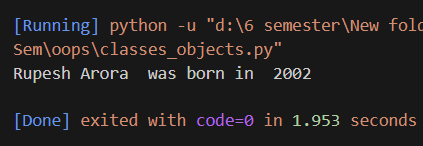 [Running] python -u "d:\6 semester\New fold
Sem\oops\classes_objects.py"
Rupesh Arora  was born in  2002
[Done] exited with code=0 in 1.953 seconds